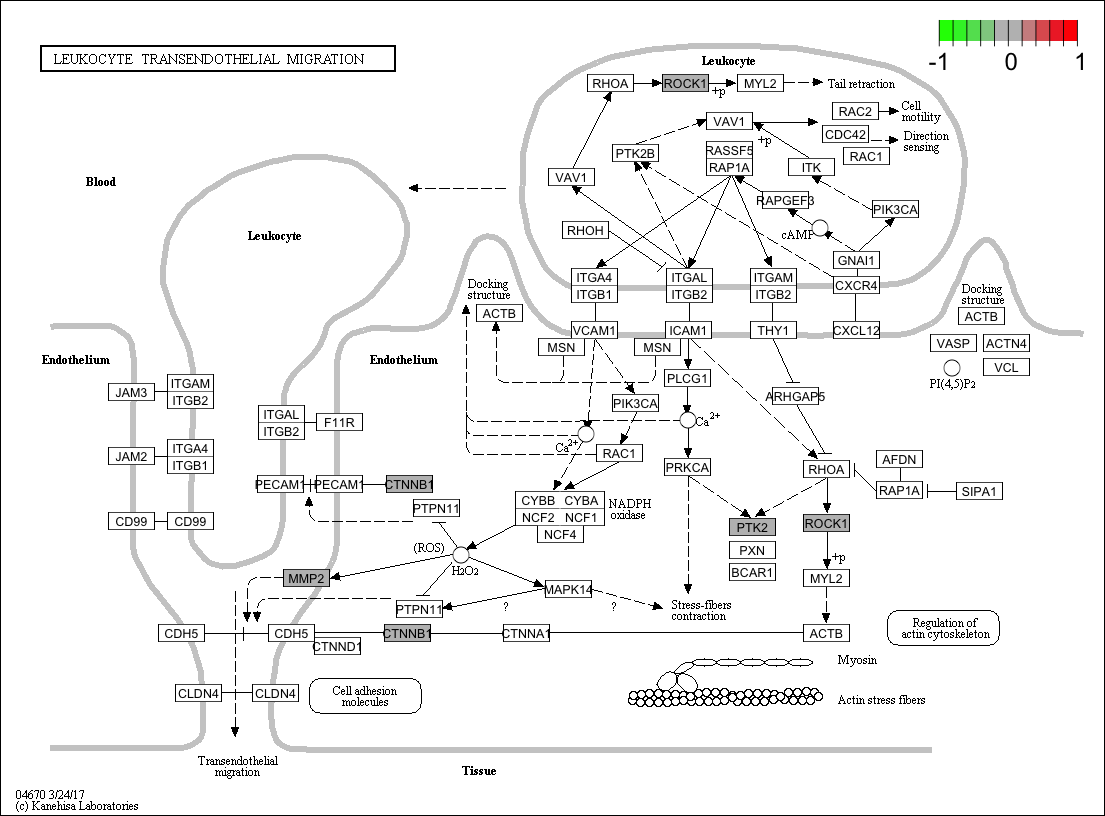 LEUKOCYTE TRANSENDOTHELIAL MIGRATION
-1 0 1
Leukocyte
RHOA ROCK1 +p MYL2 Tail retraction
VAV1 +p
RAC2 Cell
motility
CDC42 Direction
sensing
RAC1
PTK2B
RASSF5
RAP1A
ITK
VAV1
RAPGEF3
PIK3CA
cAMP
RHOH
GNAI1
CXCR4
ITGA4
ITGB1
ITGAL
ITGB2
ITGAM
ITGB2
Blood
Leukocyte
Docking
structure
ACTB
VCAM1
ICAM1
THY1
CXCL12
Docking
structure
ACTB
VASP ACTN4
PI(4,5)P2
VCL
Endothelium
Endothelium
MSN
MSN
PLCG1
PIK3CA
ARHGAP5
Ca2+
Ca2+
RAC1
PRKCA
RHOA
AFDN
RAP1A
SIPA1
JAM3
ITGAM
ITGB2
ITGAL
ITGB2
F11R
JAM2
ITGA4
ITGB1
PECAM1 PECAM1 CTNNB1
CD99 CD99
PTPN11
CYBB CYBA
NCF2 NCF1
NCF4
NADPH
oxidase
PTK2
PXN
BCAR1
ROCK1
+p
MYL2
(ROS)
H2O2
MMP2
MAPK14
PTPN11
?
?
Stress-fibers
contraction
CDH5 CDH5
CTNND1
CTNNB1
CTNNA1
ACTB
Regulation of
actin cytoskeleton
Myosin
Actin stress fibers
CLDN4 CLDN4
Cell adhesion
molecules
Transendothelial
migration
Tissue
04670 3/24/17
(c) Kanehisa Laboratories